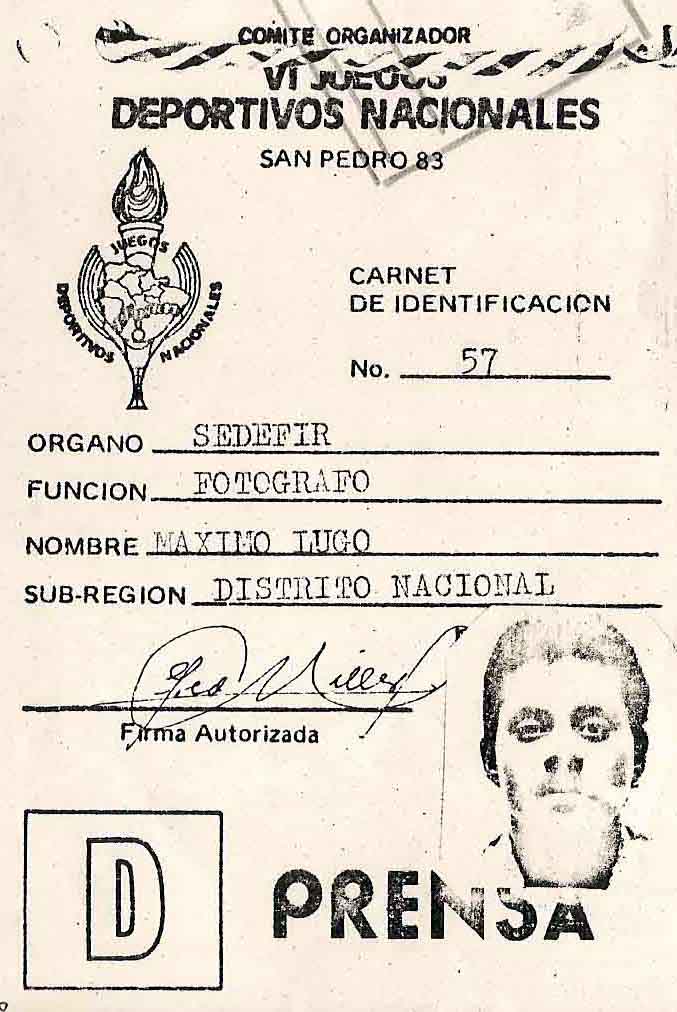 COMITE ORGANIZADOR
VI JUEGOS
DEPORTIVOS NACIONALES
SAN PEDRO 83
JUEGOS
DEPORTIVOS NACIONALES
CARNET
DE IDENTIFICACION
No. 57
ORGANO SEDEFIR
FUNCION FOTOGRAFO
NOMBRE MAXIMO LUGO
SUB-REGION DISTRITO NACIONAL
Firma Autorizada
D
PRENSA